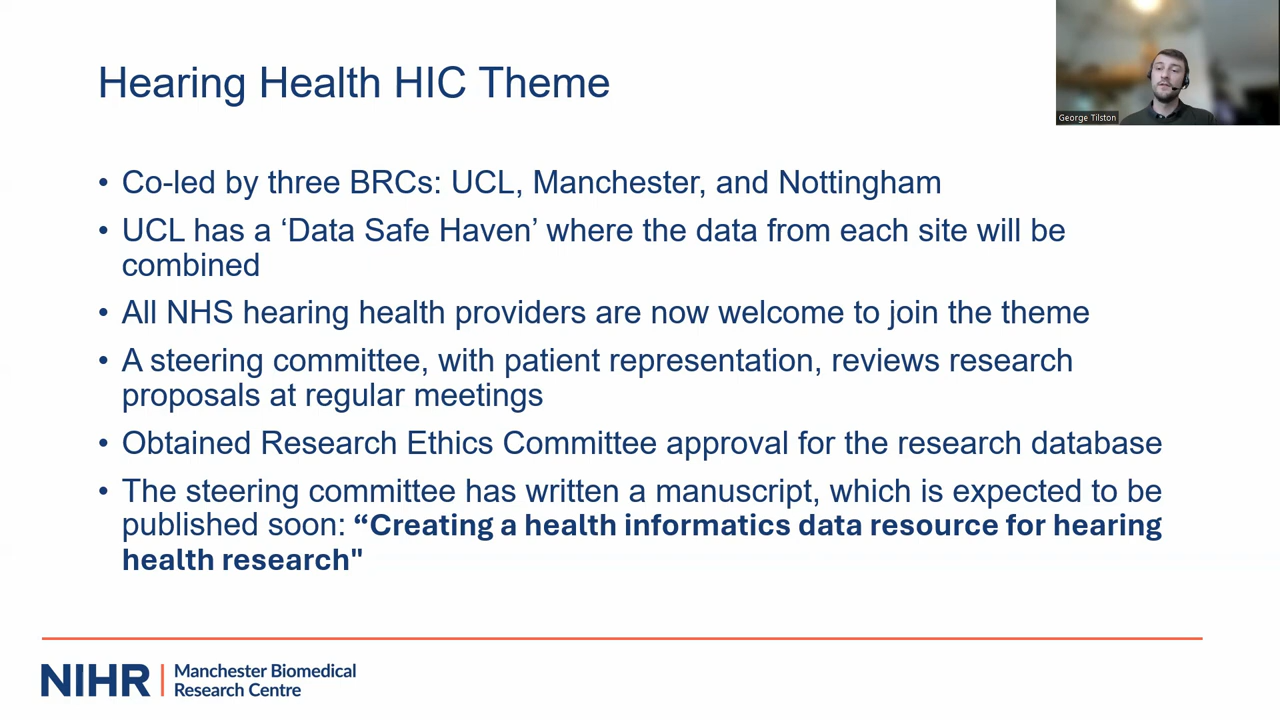 Hearing Health HIC Theme
George Tilston
• Co-led by three BRCs: UCL, Manchester, and Nottingham
• UCL has a ‘Data Safe Haven’ where the data from each site will be
combined
• All NHS hearing health providers are now welcome to join the theme
• A steering committee, with patient representation, reviews research
proposals at regular meetings
• Obtained Research Ethics Committee approval for the research database
• The steering committee has written a manuscript, which is expected to be
published soon: “Creating a health informatics data resource for hearing
health research"
NIHR | Manchester Biomedical
Research Centre